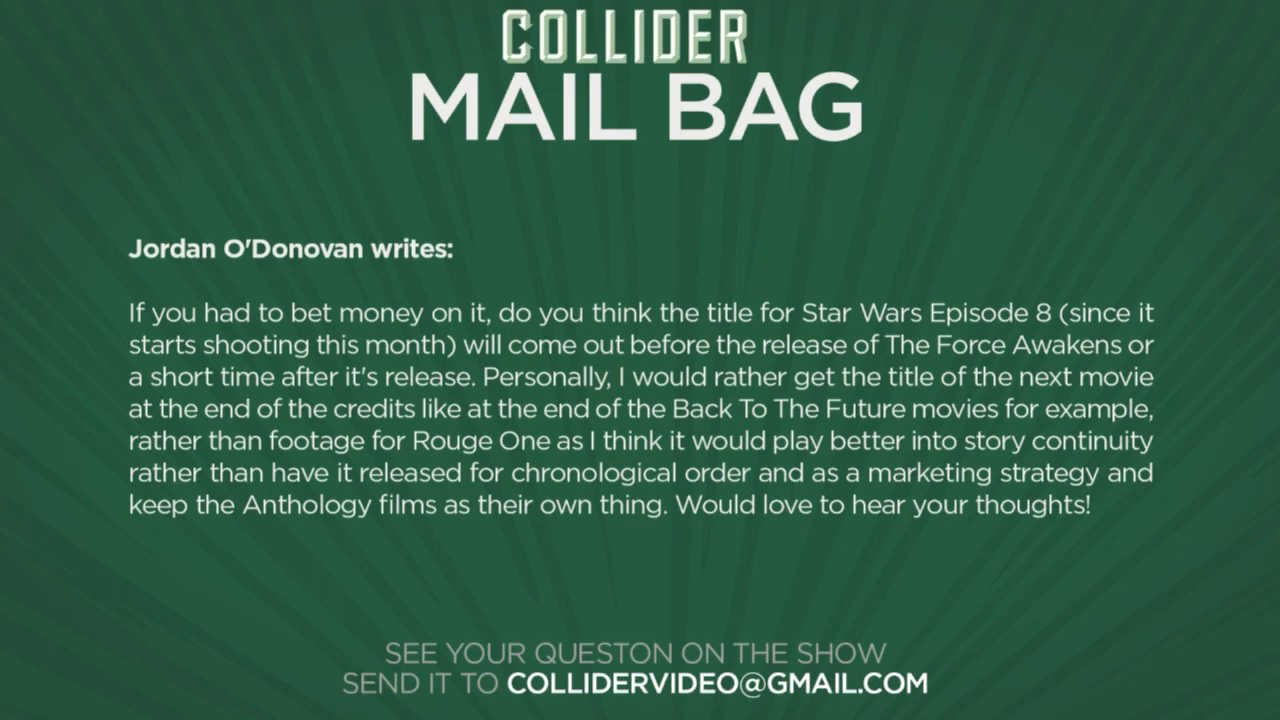 COLLIDER
MAIL BAG
Jordan O'Donovan writes:
If you had to bet money on it, do you think the title for Star Wars Episode 8 (since it
starts shooting this month) will come out before the release of The Force Awakens or
a short time after it's release. Personally, I would rather get the title of the next movie
at the end of the credits like at the end of the Back To The Future movies for example,
rather than footage for Rouge One as I think it would play better into story continuity
rather than have it released for chronological order and as a marketing strategy and
keep the Anthology films as their own thing. Would love to hear your thoughts!
SEE YOUR QUESTON ON THE SHOW
SEND IT TO COLLIDERVIDEO@GMAIL.COM